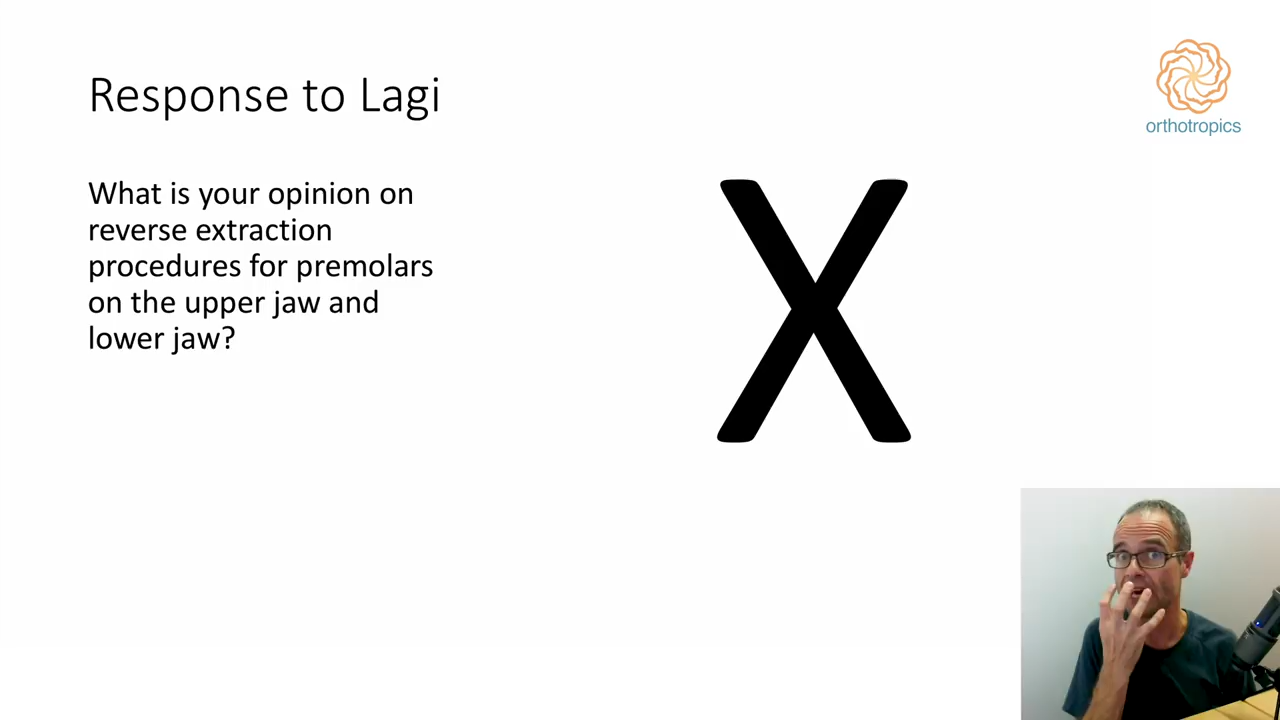 Response to Lagi
orthotropics
What is your opinion on
reverse extraction
procedures for premolars
on the upper jaw and
lower jaw?
X